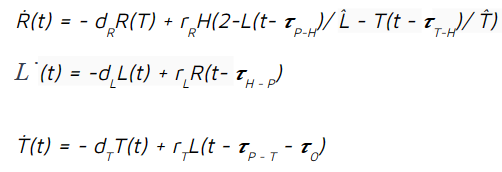 Ṙ(t) = - d_R R(T) + r_R H(2-L(t- τ_P-H)/ L̂ - T(t - τ_T-H)/ T̂)
L˙(t) = -d_L L(t) + r_L R(t- τ_H - P)
Ṫ(t) = - d_T T(t) + r_T L(t - τ_P - T - τ_0)